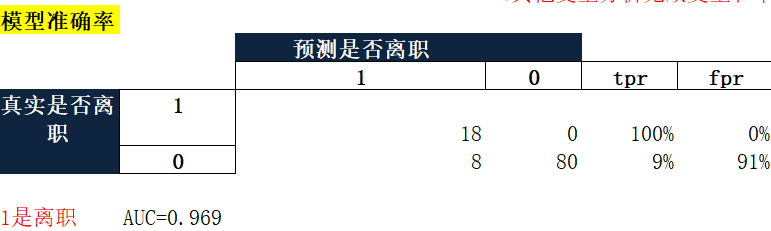 模型准确率
预测是否离职
1 0 tpr fpr
真实是否离职 1
18 0 100% 0%
0 8 80 9% 91%
1是离职 AUC=0.969